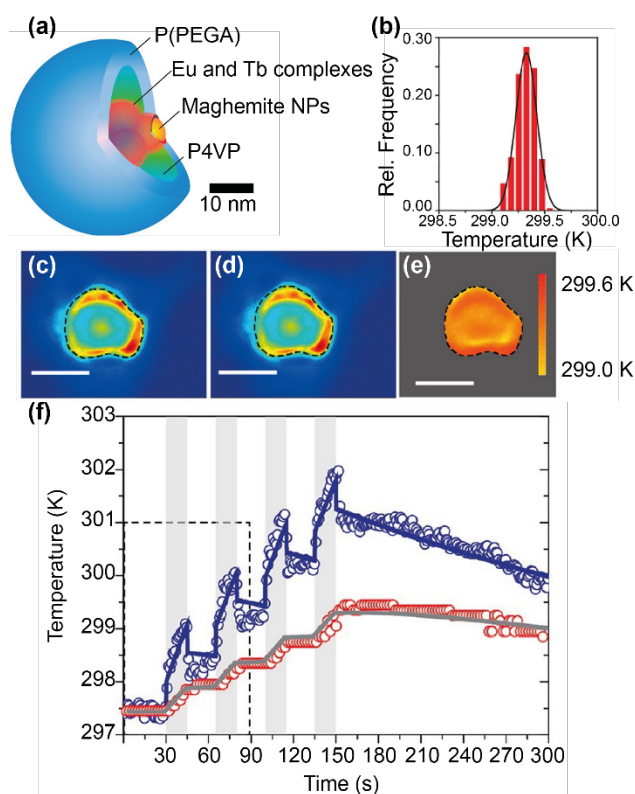 (a)
P(PEGA)
Eu and Tb complexes
Maghemite NPs
P4VP
10 nm
(b)
Rel. Frequency
0.30
0.20
0.10
0.00
298.5 299.0 299.5 300.0
Temperature (K)
(c)
(d)
(e)
299.6 K
299.0 K
(f)
Temperature (K)
303
302
301
300
299
298
297
30 60 90 120 150 180 210 240 270 300
Time (s)